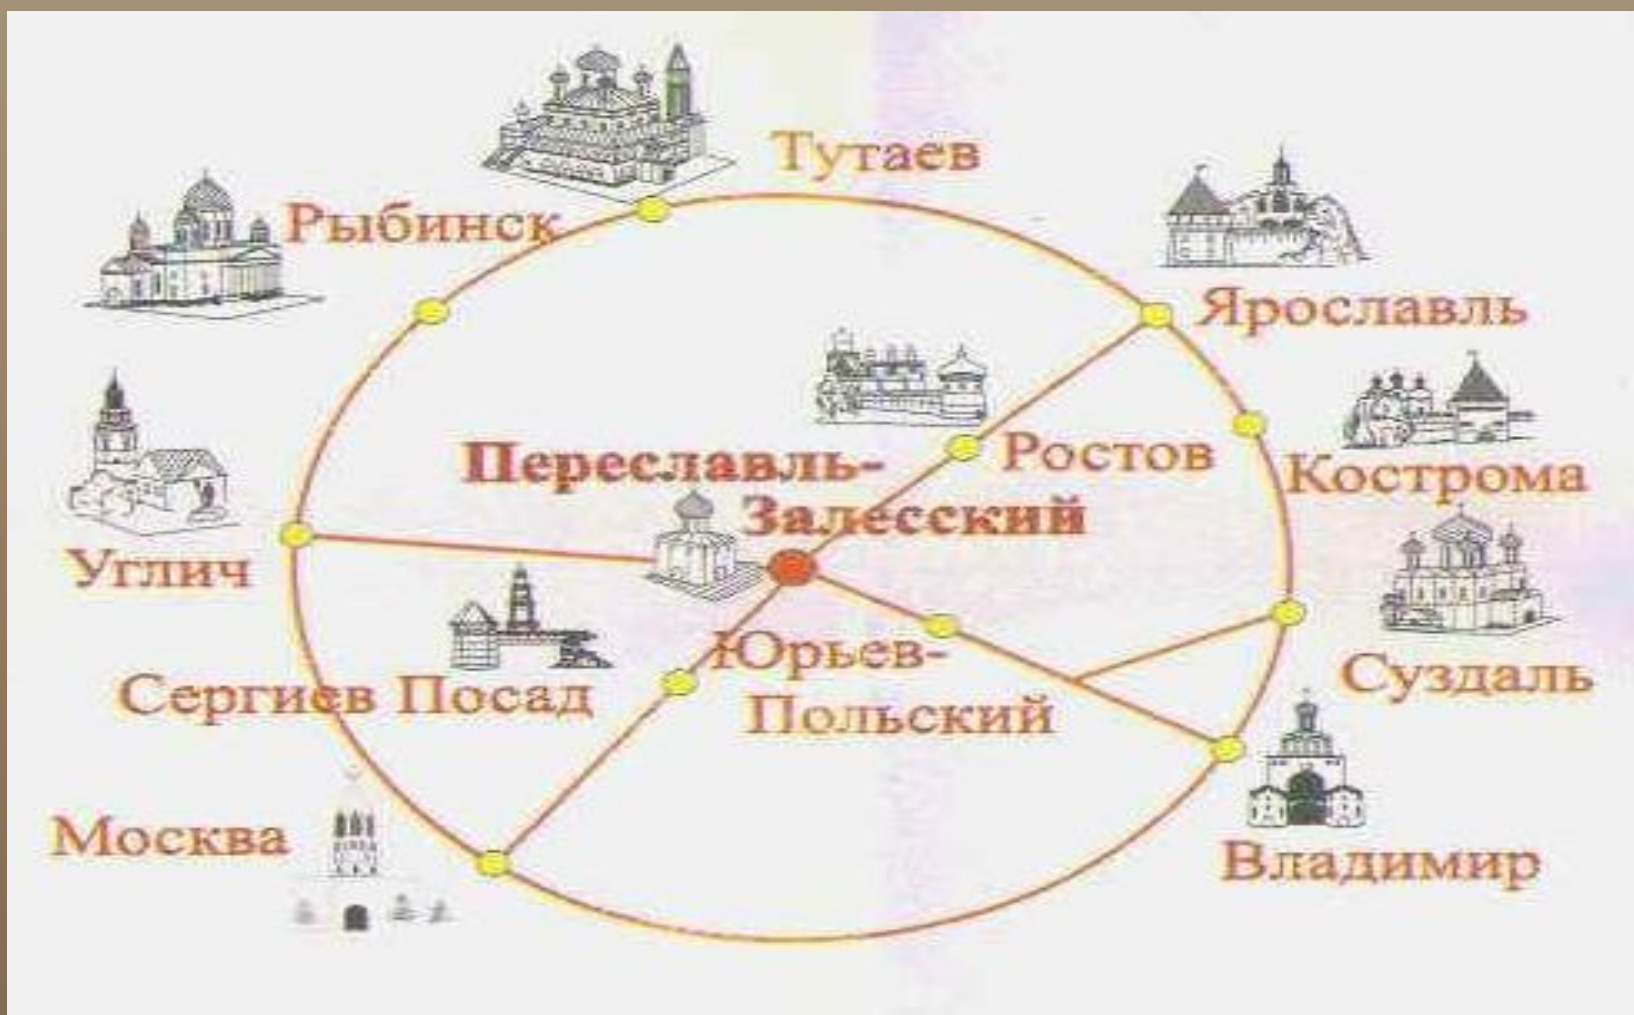 Тутаев
Рыбинск
Ярославль
Переславль-
Залесский
Ростов
Кострома
Углич
Юрьев-
Польский
Суздаль
Сергиев Посад
Москва
Владимир